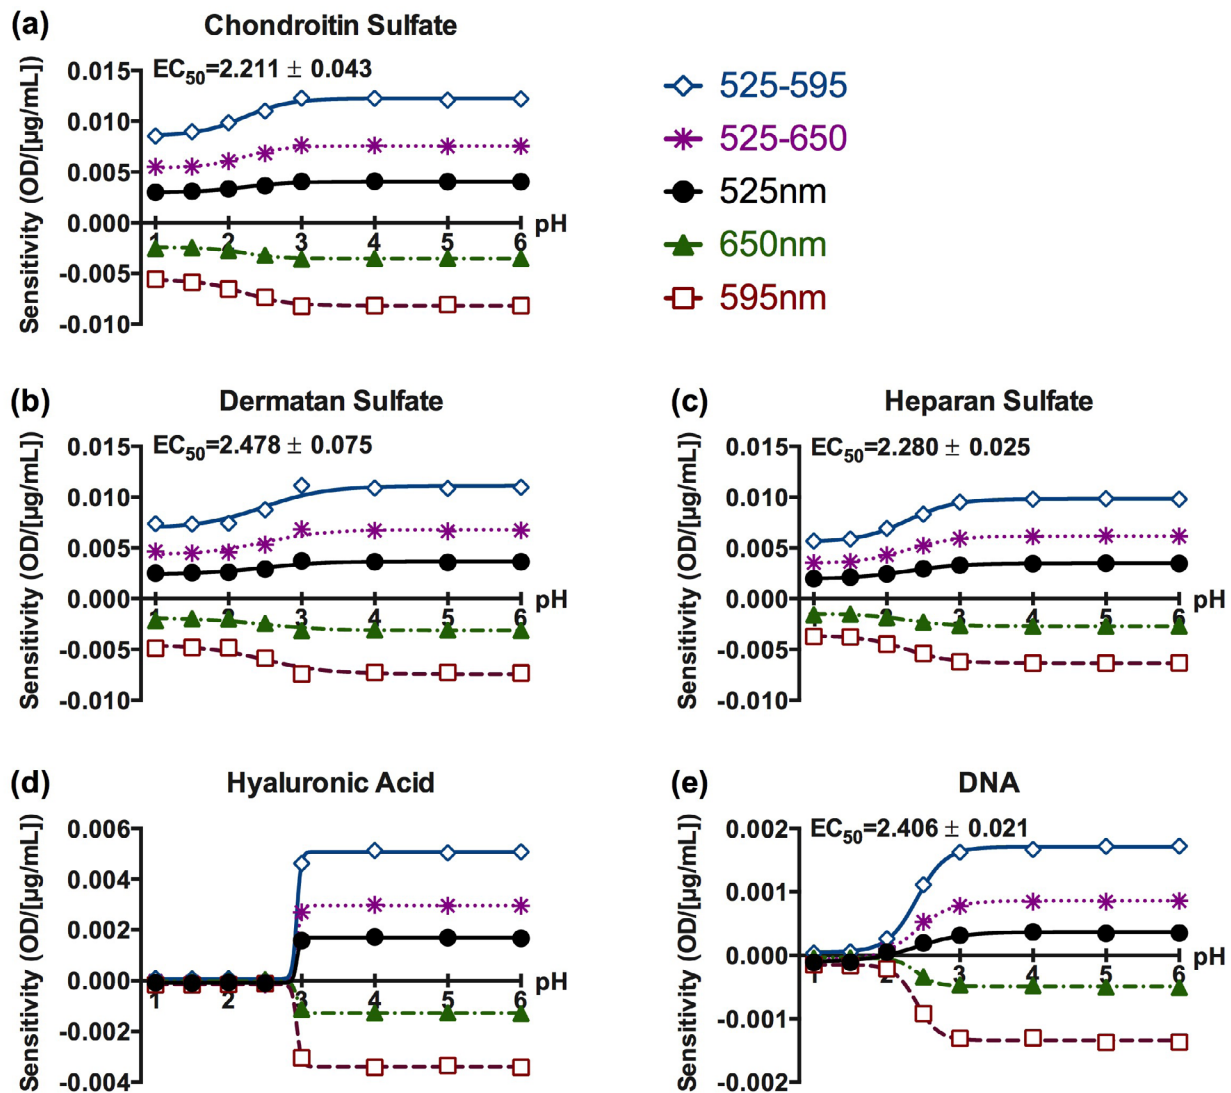 (a)
Chondroitin Sulfate
EC50=2.211 ± 0.043
Sensitivity (OD/[µg/mL])
0.015
0.010
0.005
0.000
-0.005
-0.010
1 2 3 4 5 6 pH
525-595
525-650
525nm
650nm
595nm
(b)
Dermatan Sulfate
EC50=2.478 ± 0.075
Sensitivity (OD/[µg/mL])
0.015
0.010
0.005
0.000
-0.005
-0.010
1 2 3 4 5 6 pH
(c)
Heparan Sulfate
EC50=2.280 ± 0.025
Sensitivity (OD/[µg/mL])
0.015
0.010
0.005
0.000
-0.005
-0.010
1 2 3 4 5 6 pH
(d)
Hyaluronic Acid
Sensitivity (OD/[µg/mL])
0.006
0.004
0.002
0.000
-0.002
-0.004
1 2 3 4 5 6 pH
(e)
DNA
EC50=2.406 ± 0.021
Sensitivity (OD/[µg/mL])
0.002
0.001
0.000
-0.001
-0.002
1 2 3 4 5 6 pH